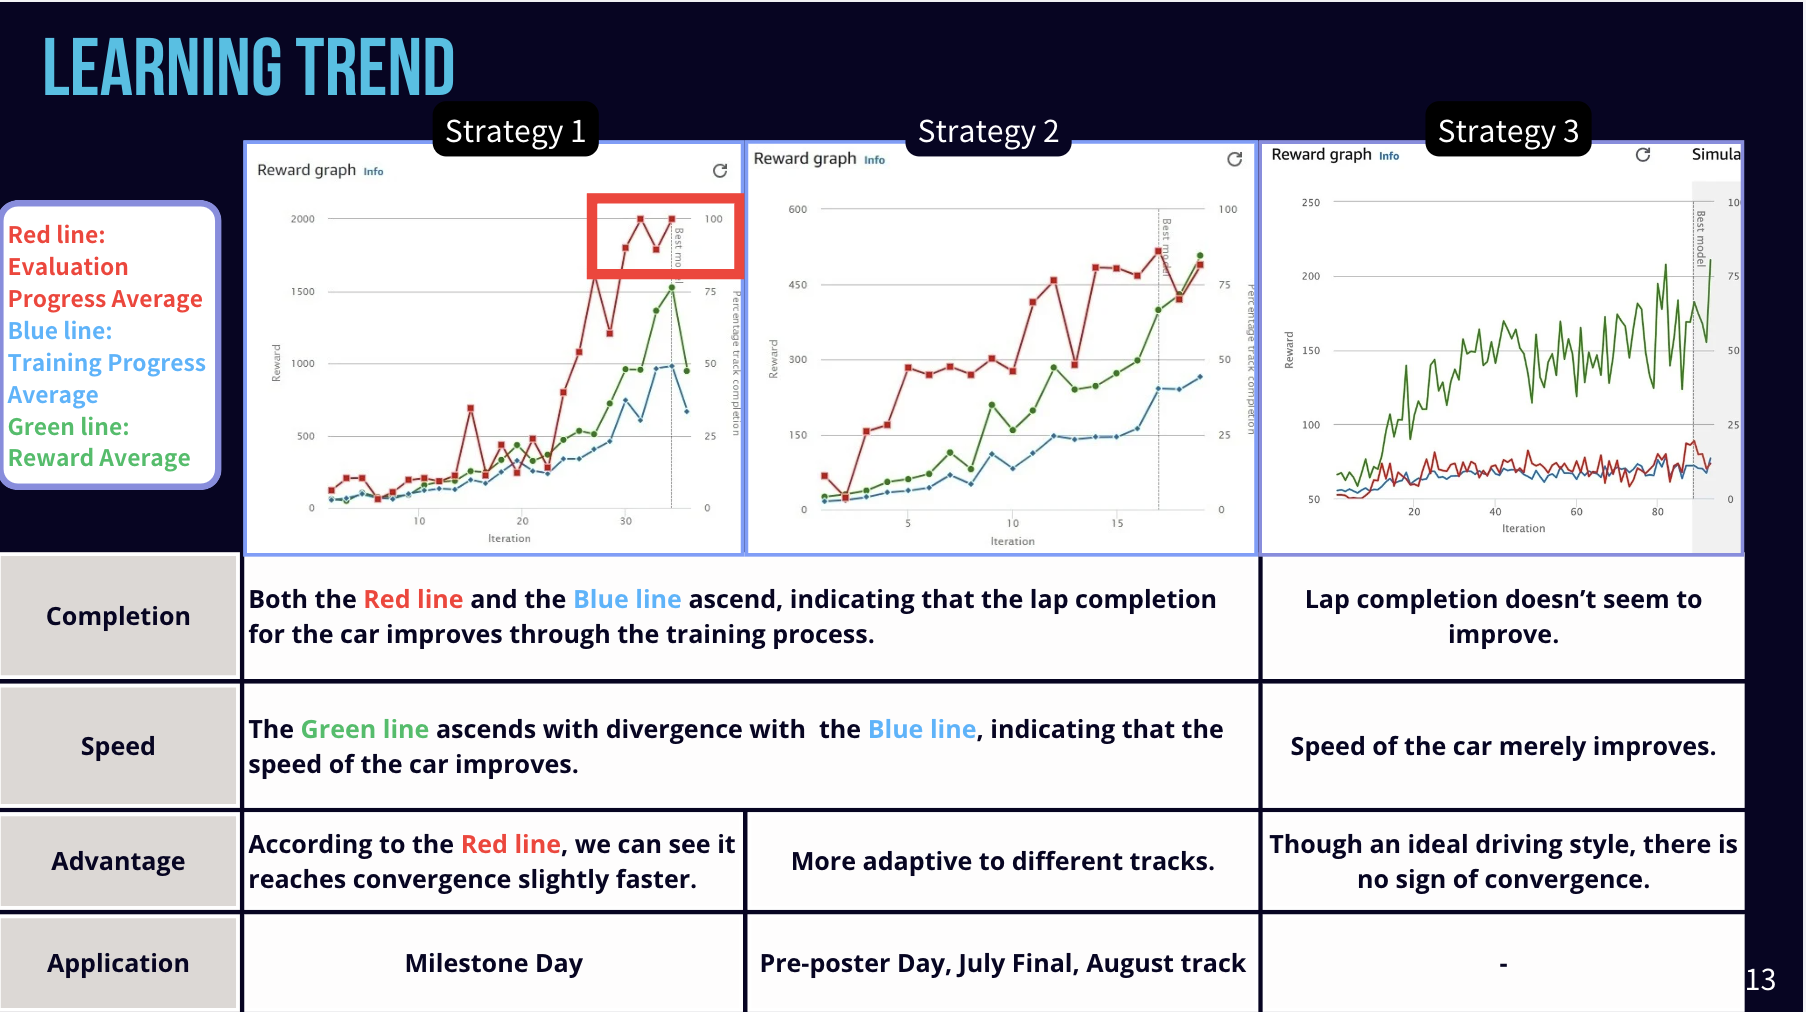 LEARNING TREND
Strategy 1
Strategy 2
Strategy 3
Red line:
Evaluation
Progress Average
Blue line:
Training Progress
Average
Green line:
Reward Average
Reward graph Info
2000
1500
1000
500
0
100
75
50
25
0
10
20
30
Reward
Iteration
Percentage track completion
Reward graph Info
600
450
300
150
0
100
75
50
25
0
5
10
15
Reward
Iteration
Best model
Percentage track completion
Reward graph Info
Simula
250
200
150
100
50
75
50
25
0
20
40
60
80
Reward
Iteration
Best model
Completion
Both the Red line and the Blue line ascend, indicating that the lap completion
for the car improves through the training process.
Lap completion doesn’t seem to
improve.
Speed
The Green line ascends with divergence with the Blue line, indicating that the
speed of the car improves.
Speed of the car merely improves.
Advantage
According to the Red line, we can see it
reaches convergence slightly faster.
More adaptive to different tracks.
Though an ideal driving style, there is
no sign of convergence.
Application
Milestone Day
Pre-poster Day, July Final, August track
-
13